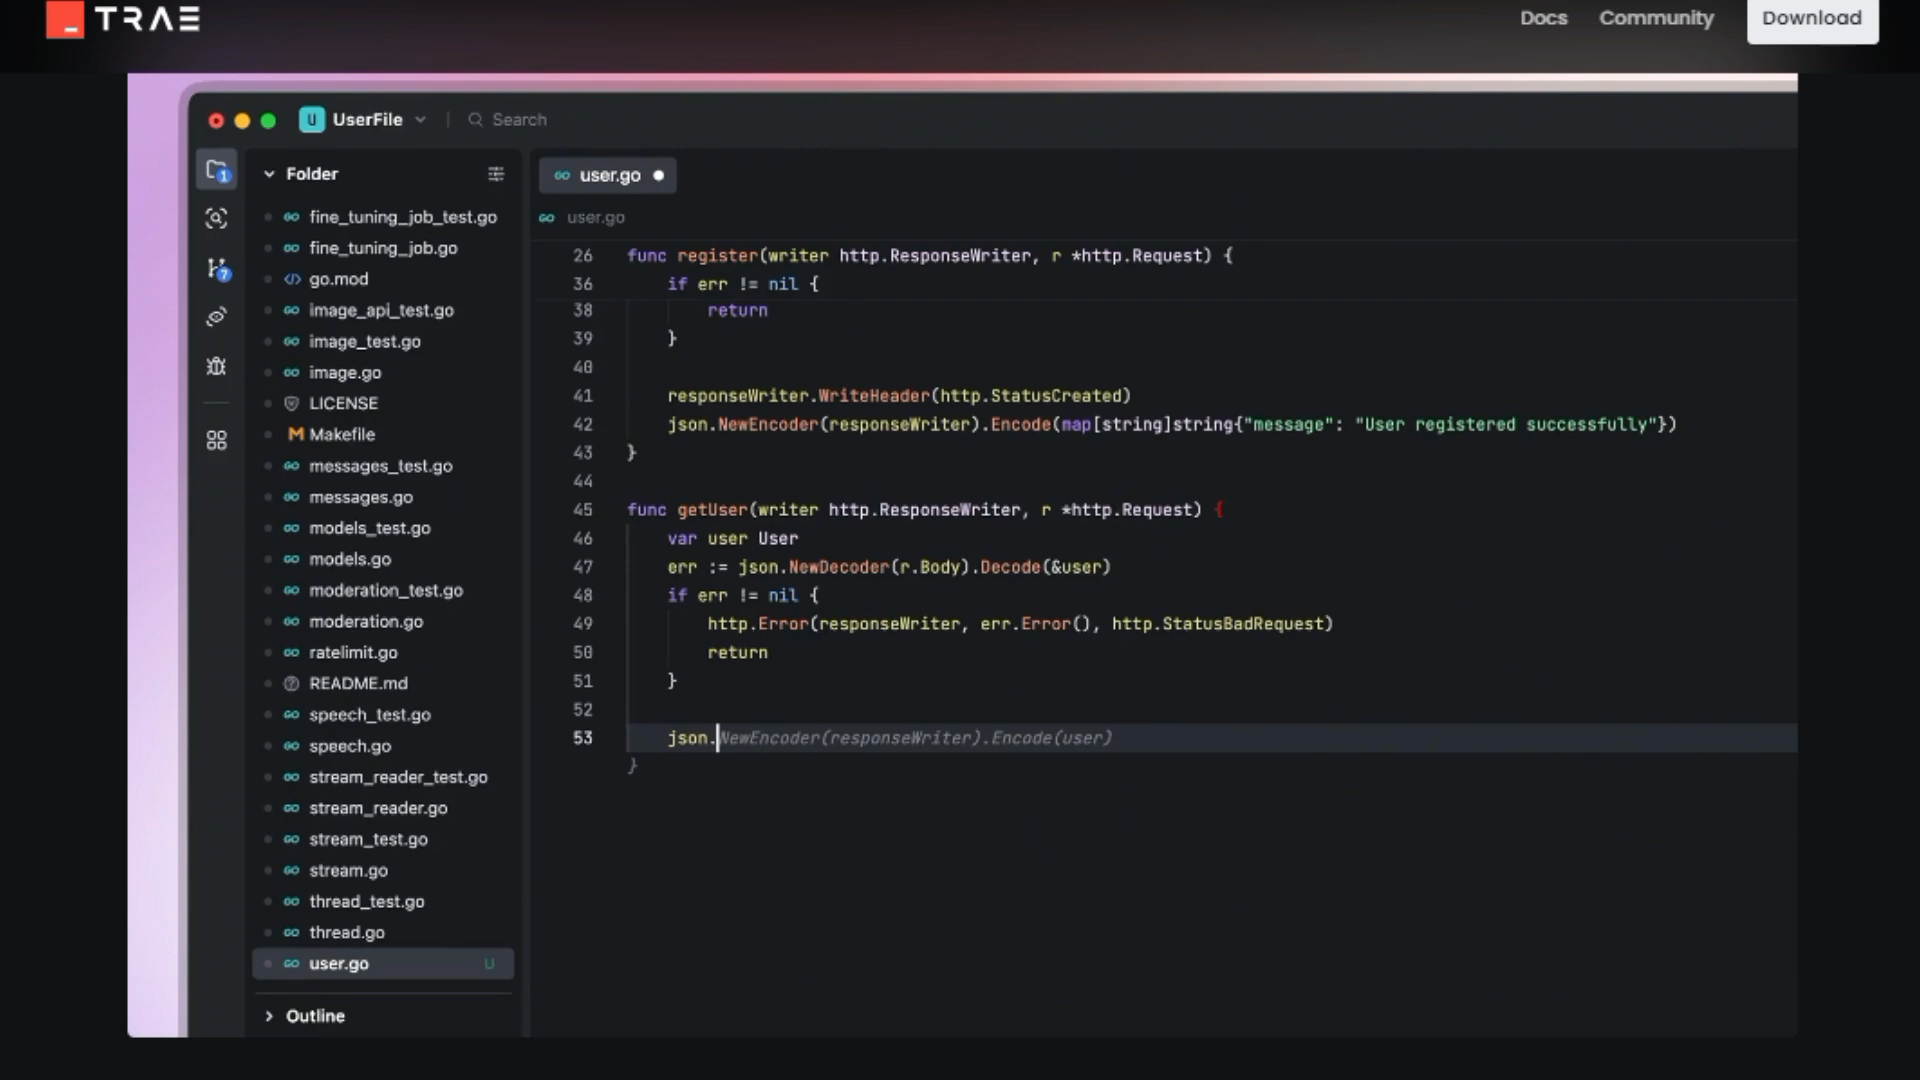 TRAE
Docs Community Download
U UserFile Search
Folder
1
7
fine_tuning_job_test.go
fine_tuning_job.go
go.mod
image_api_test.go
image_test.go
image.go
LICENSE
Makefile
messages_test.go
messages.go
models_test.go
models.go
moderation_test.go
moderation.go
ratelimit.go
README.md
speech_test.go
speech.go
stream_reader_test.go
stream_reader.go
stream_test.go
stream.go
thread_test.go
thread.go
user.go U
Outline
user.go
user.go
26 func register(writer http.ResponseWriter, r *http.Request) {
36 if err != nil {
38 return
39 }
40
41 responseWriter.WriteHeader(http.StatusCreated)
42 json.NewEncoder(responseWriter).Encode(map[string]string{"message": "User registered successfully"})
43 }
44
45 func getUser(writer http.ResponseWriter, r *http.Request) {
46 var user User
47 err := json.NewDecoder(r.Body).Decode(&user)
48 if err != nil {
49 http.Error(responseWriter, err.Error(), http.StatusBadRequest)
50 return
51 }
52
53 json.NewEncoder(responseWriter).Encode(user)
}